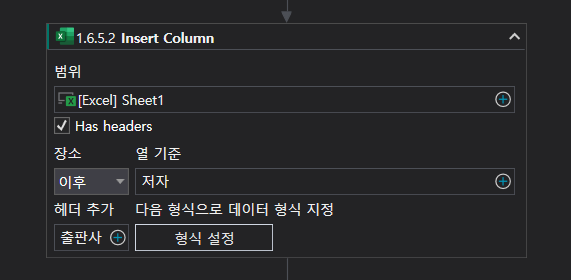 1.6.5.2 Insert Column
범위
[Excel] Sheet1
Has headers
장소 열 기준
이후 저자
헤더 추가 다음 형식으로 데이터 형식 지정
출판사 형식 설정